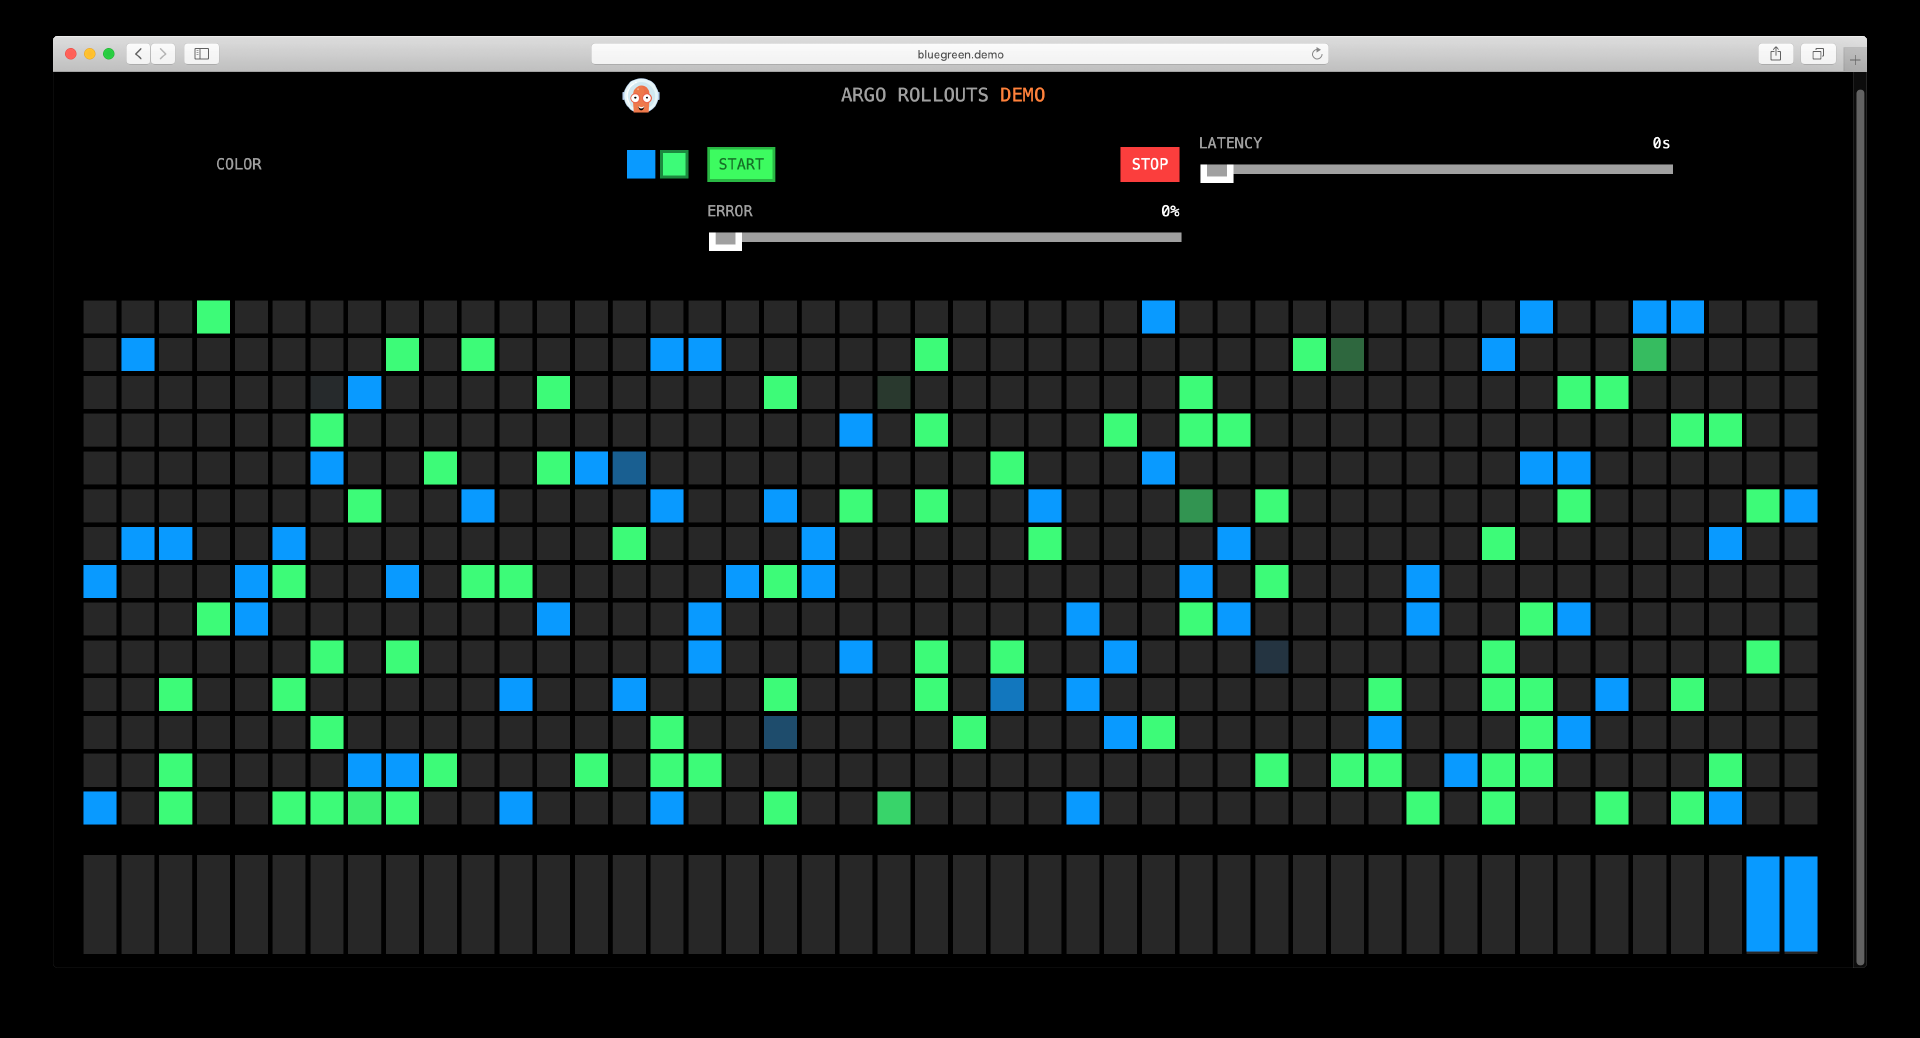 bluegreen.demo
ARGO ROLLOUTS DEMO
COLOR
START
STOP
LATENCY
0s
ERROR
0%